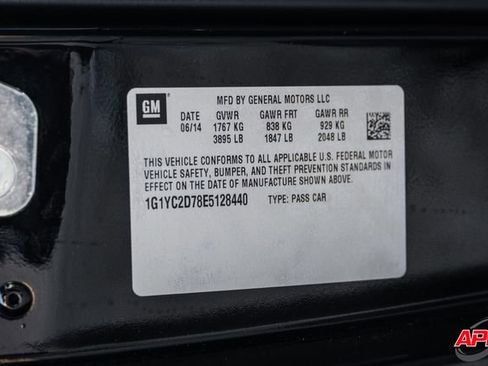 GM
MFD BY GENERAL MOTORS LLC
DATE GVWR GAWR FRT GAWR RR
06/14 1767 KG 838 KG 929 KG
3895 LB 1847 LB 2048 LB
THIS VEHICLE CONFORMS TO ALL APPLICABLE U.S. FEDERAL MOTOR
VEHICLE SAFETY, BUMPER, AND THEFT PREVENTION STANDARDS IN
EFFECT ON THE DATE OF MANUFACTURE SHOWN ABOVE.
1G1YC2D78E5128440 TYPE: PASS CAR